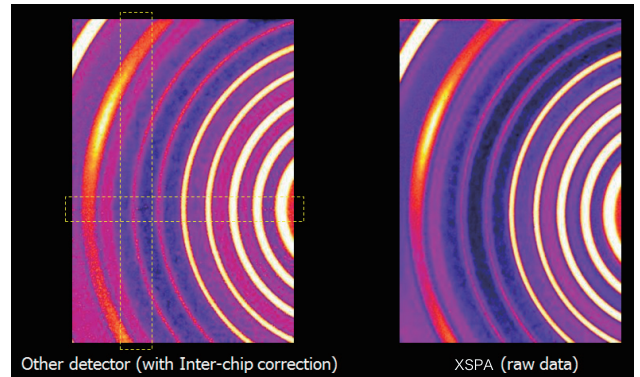 Other detector (with Inter-chip correction)
XSPA (raw data)